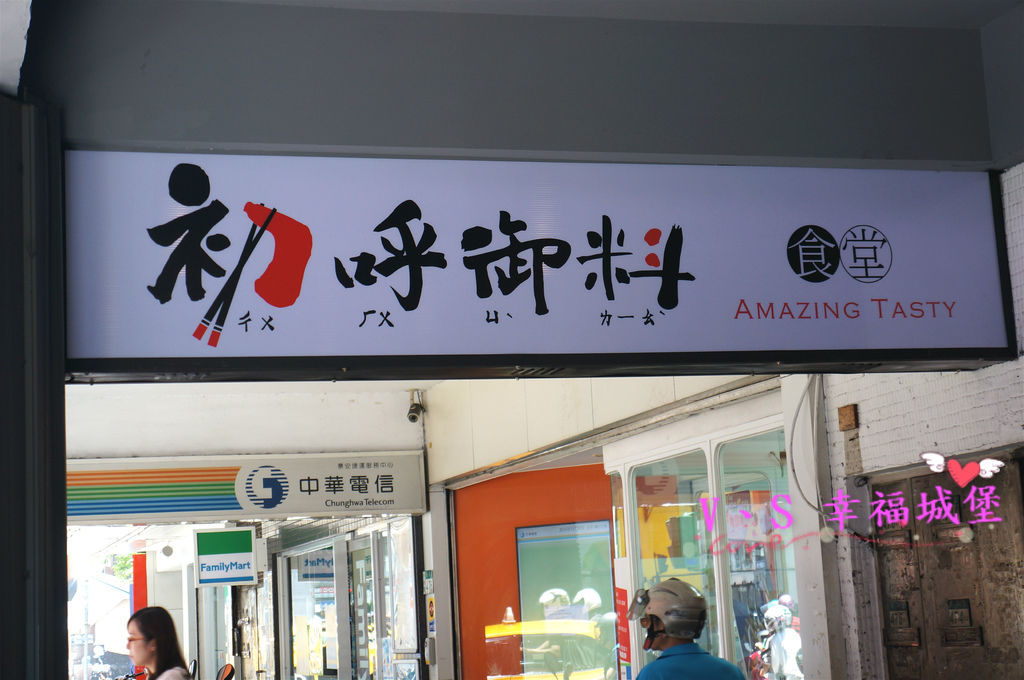 初呼御料
ㄔㄨ ㄏㄨ ㄩˋ ㄌㄧㄠˋ
食堂
AMAZING TASTY
中華電信
Chunghwa Telecom
FamilyMart
V·S 幸福城堡